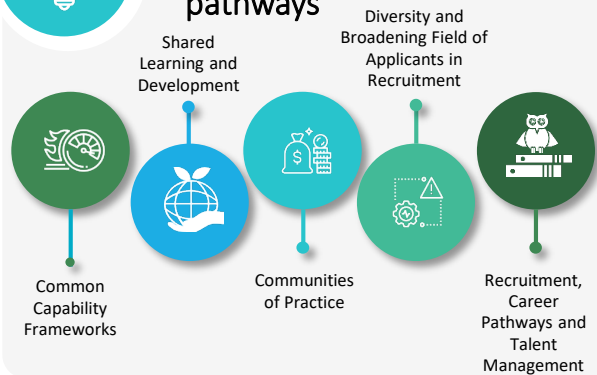 pathways
Shared
Learning and
Development
Diversity and
Broadening Field of
Applicants in
Recruitment
$
Common
Capability
Frameworks
Communities
of Practice
Recruitment,
Career
Pathways and
Talent
Management